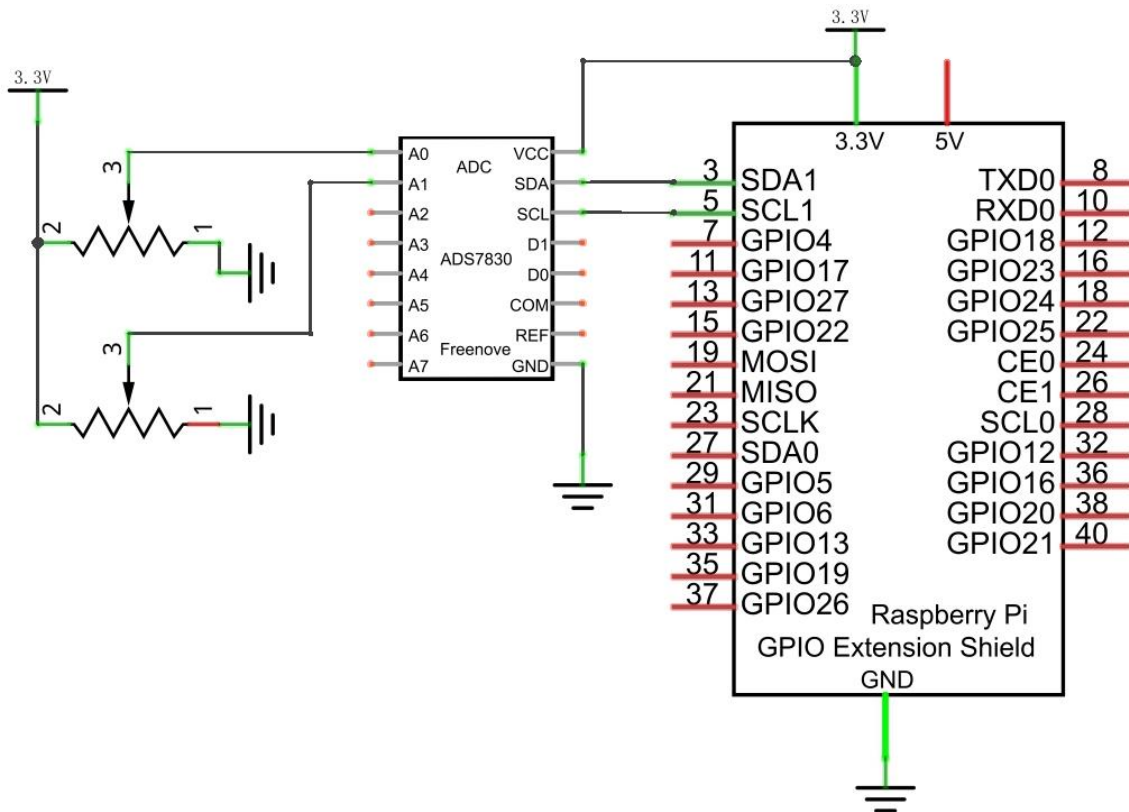 3.3V
3.3V
3
2
1
3
2
1
A0 ADC VCC
A1 SDA
A2 SCL
A3 D1
A4 ADS7830 D0
A5 COM
A6 REF
A7 Freenove GND
3.3V 5V
3 SDA1 TXD0 8
5 SCL1 RXD0 10
7 GPIO4 GPIO18 12
11 GPIO17 GPIO23 16
13 GPIO27 GPIO24 18
15 GPIO22 GPIO25 22
19 MOSI CE0 24
21 MISO CE1 26
23 SCLK SCL0 28
27 SDA0 GPIO12 32
29 GPIO5 GPIO16 36
31 GPIO6 GPIO20 38
33 GPIO13 GPIO21 40
35 GPIO19
37 GPIO26
Raspberry Pi
GPIO Extension Shield
GND